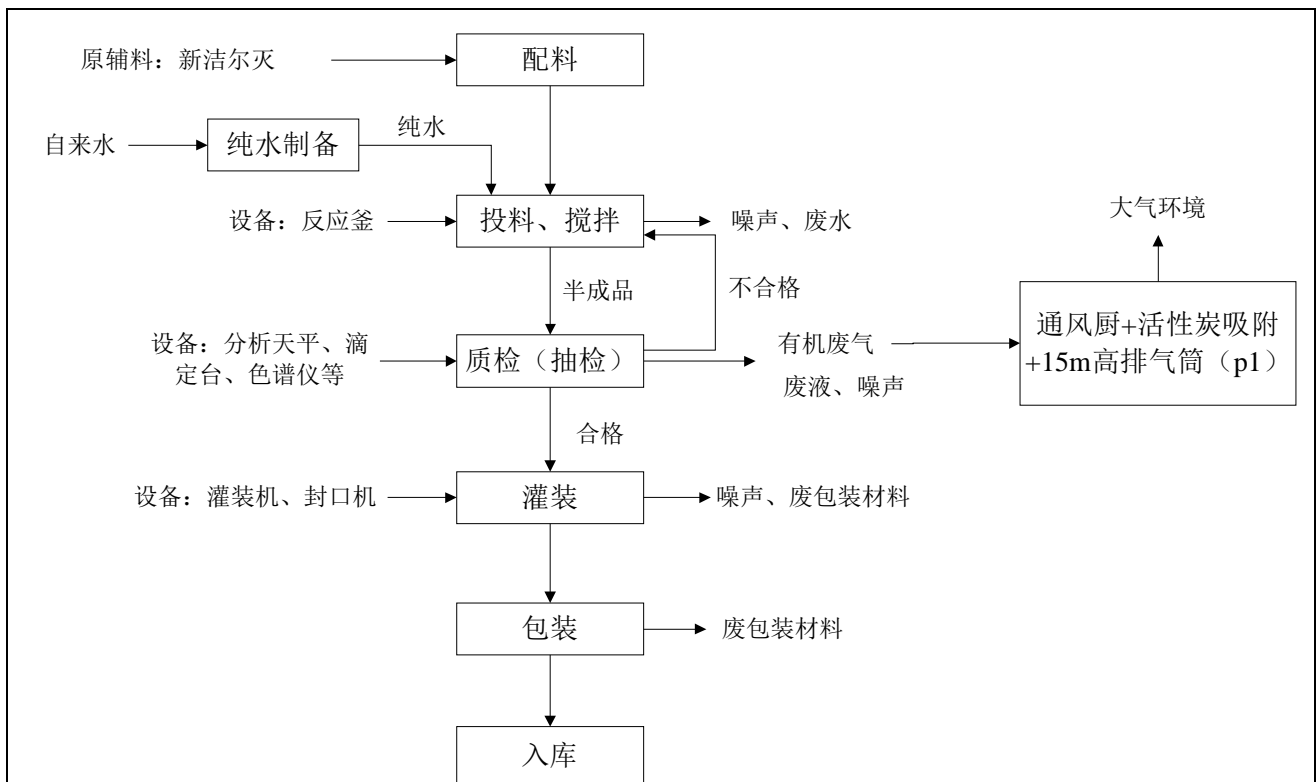 原辅料：新洁尔灭
配料
自来水
纯水制备
纯水
设备：反应釜
投料、搅拌
噪声、废水
大气环境
半成品
不合格
设备：分析天平、滴
定台、色谱仪等
质检（抽检）
有机废气
废液、噪声
通风厨+活性炭吸附
+15m高排气筒（p1）
合格
设备：灌装机、封口机
灌装
噪声、废包装材料
包装
废包装材料
入库